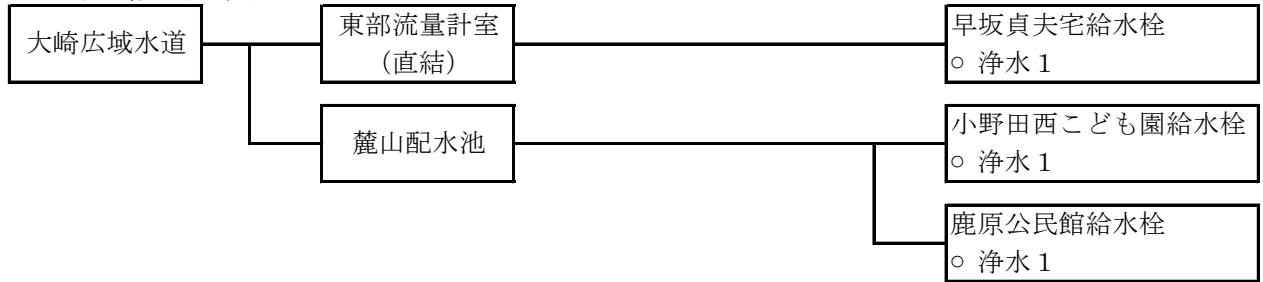 大崎広域水道
東部流量計室
(直結)
早坂貞夫宅給水栓
○ 浄水１
麓山配水池
小野田西こども園給水栓
○ 浄水１
鹿原公民館給水栓
○ 浄水１